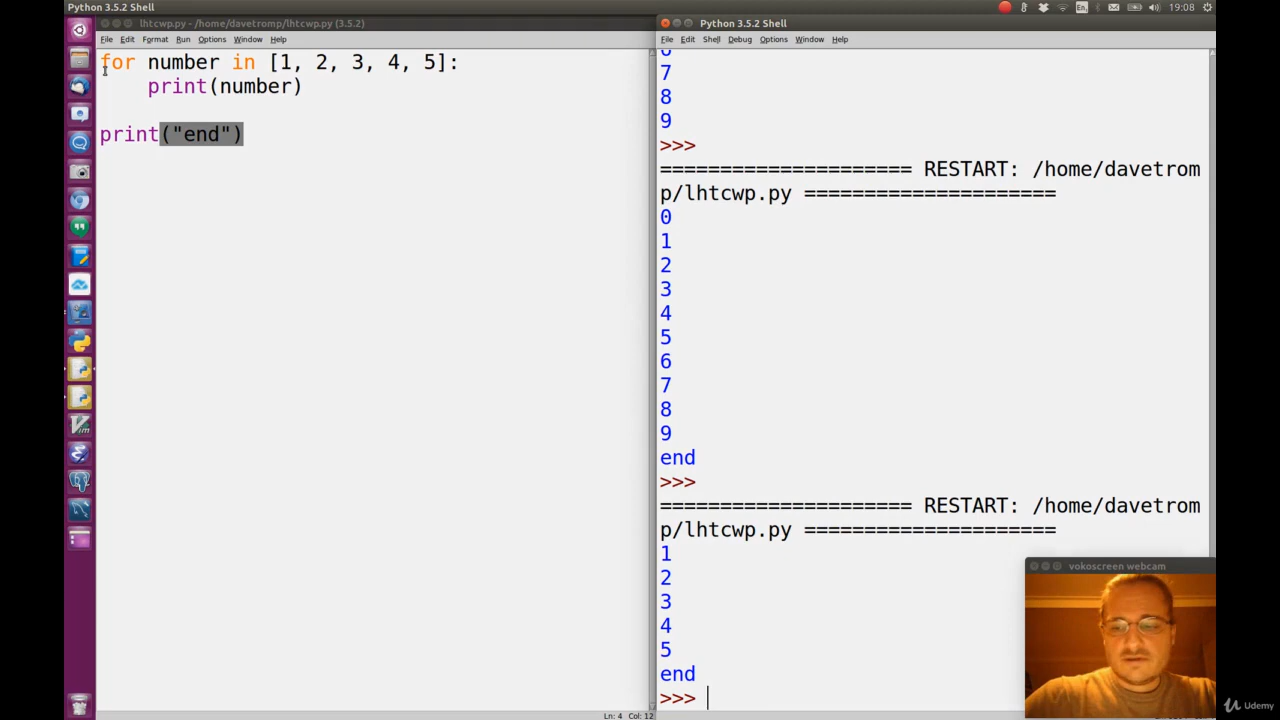 Python 3.5.2 Shell
19:08
lhtcwp.py - /home/davetromp/lhtcwp.py (3.5.2)
File Edit Format Run Options Window Help
for number in [1, 2, 3, 4, 5]:
print(number)
print("end")
Ln: 4 Col: 12
Python 3.5.2 Shell
File Edit Shell Debug Options Window Help
7
8
9
>>>
===================== RESTART: /home/davetrom
p/lhtcwp.py =====================
0
1
2
3
4
5
6
7
8
9
end
>>>
===================== RESTART: /home/davetrom
p/lhtcwp.py =====================
1
2
3
4
5
end
>>>
vokoscreen webcam
Udemy